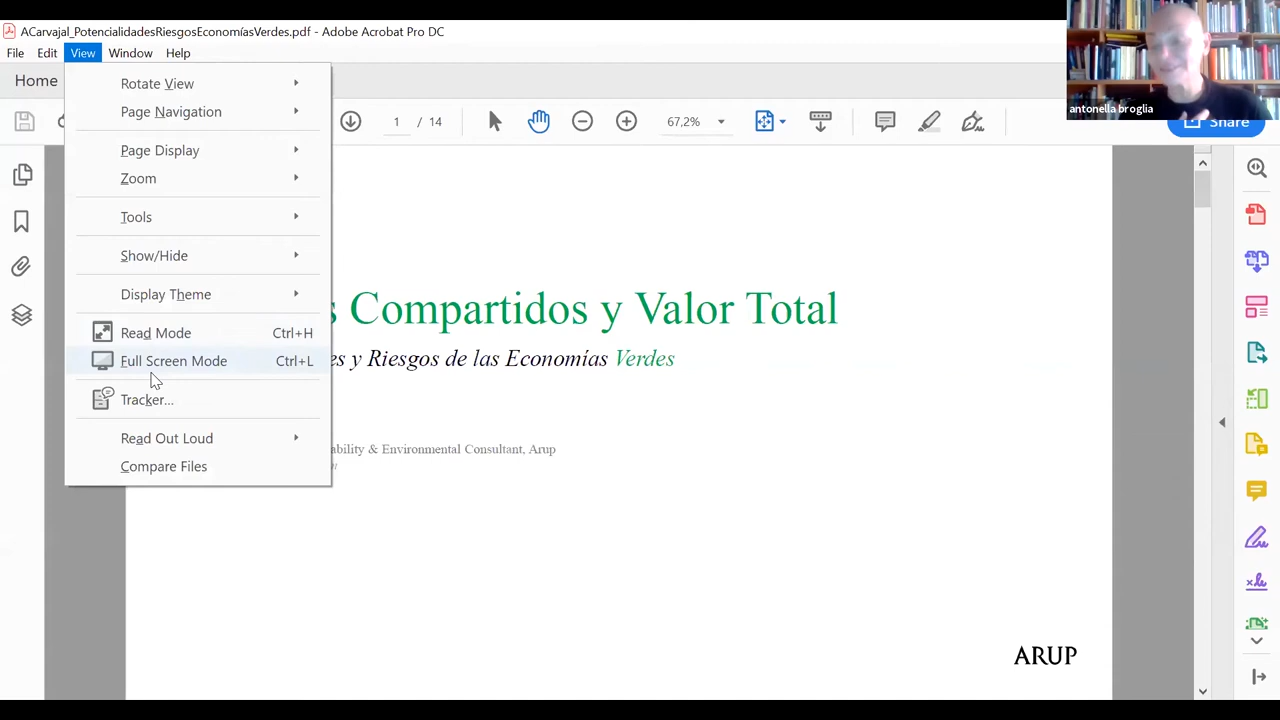 ACarvajal_PotencialidadesRiesgosEconomíasVerdes.pdf - Adobe Acrobat Pro DC
File Edit View Window Help
antonella broglia
Home
Rotate View
1 / 14
67,2%
Share
Page Navigation
Page Display
Zoom
Tools
Show/Hide
Display Theme
s Compartidos y Valor Total
Read Mode Ctrl+H
Full Screen Mode Ctrl+L
es y Riesgos de las Economías Verdes
Tracker...
Read Out Loud
ability & Environmental Consultant, Arup
Compare Files
ARUP